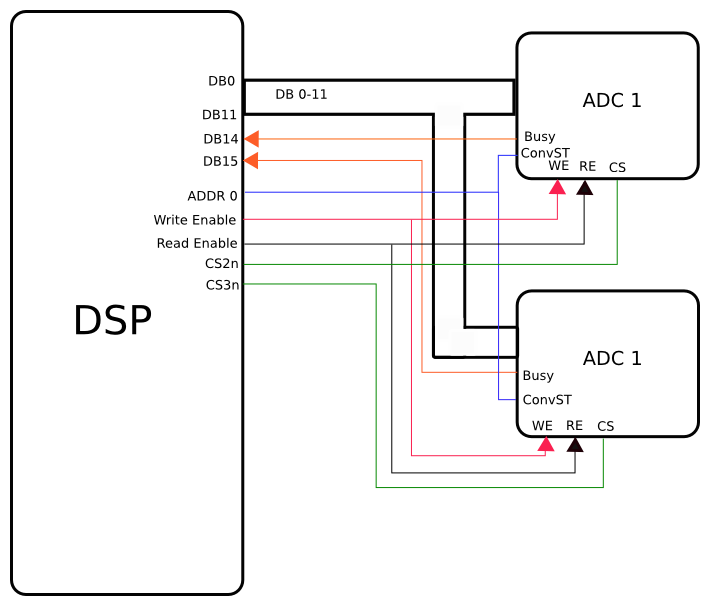 DB0
DB 0-11
DB11
DB14
DB15
ADDR 0
Write Enable
Read Enable
CS2n
CS3n
DSP
ADC 1
Busy
ConvST
WE RE CS
ADC 1
Busy
ConvST
WE RE CS